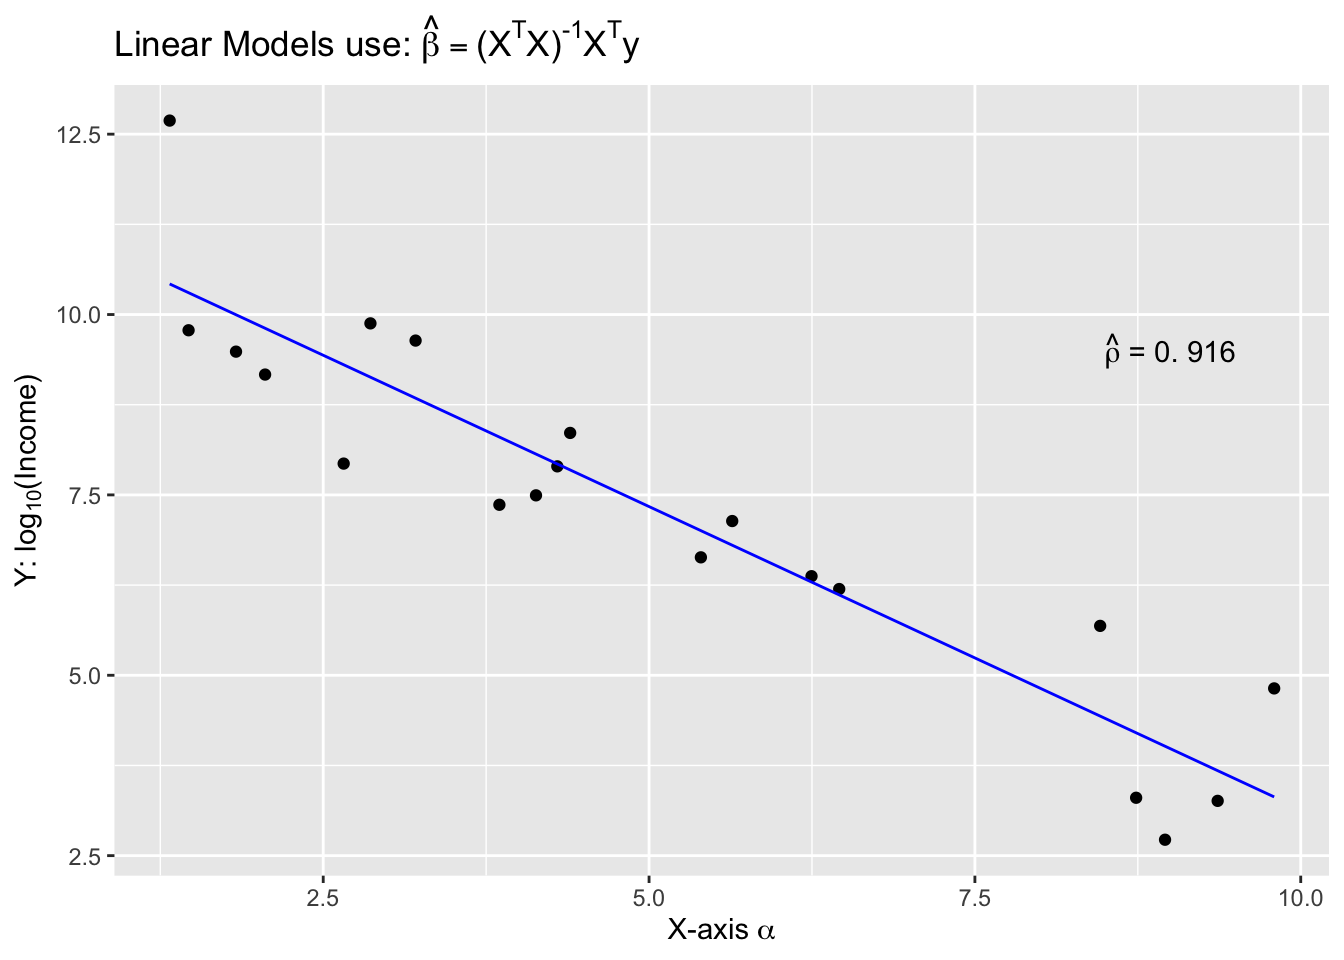 Linear Models use: β̂ = (XᵀX)⁻¹Xᵀy
12.5
10.0
7.5
5.0
2.5
Y: log₁₀(Income)
ρ̂ = 0. 916
2.5
5.0
7.5
10.0
X-axis α